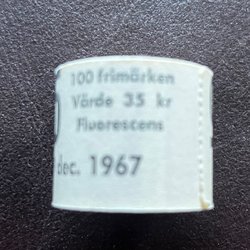 100 frimärken
Värde 35 kr
Fluorescens
dec. 1967